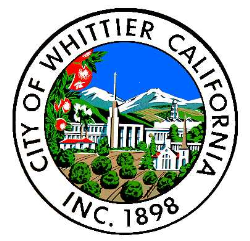 CITY OF WHITTIER CALIFORNIA
INC. 1898